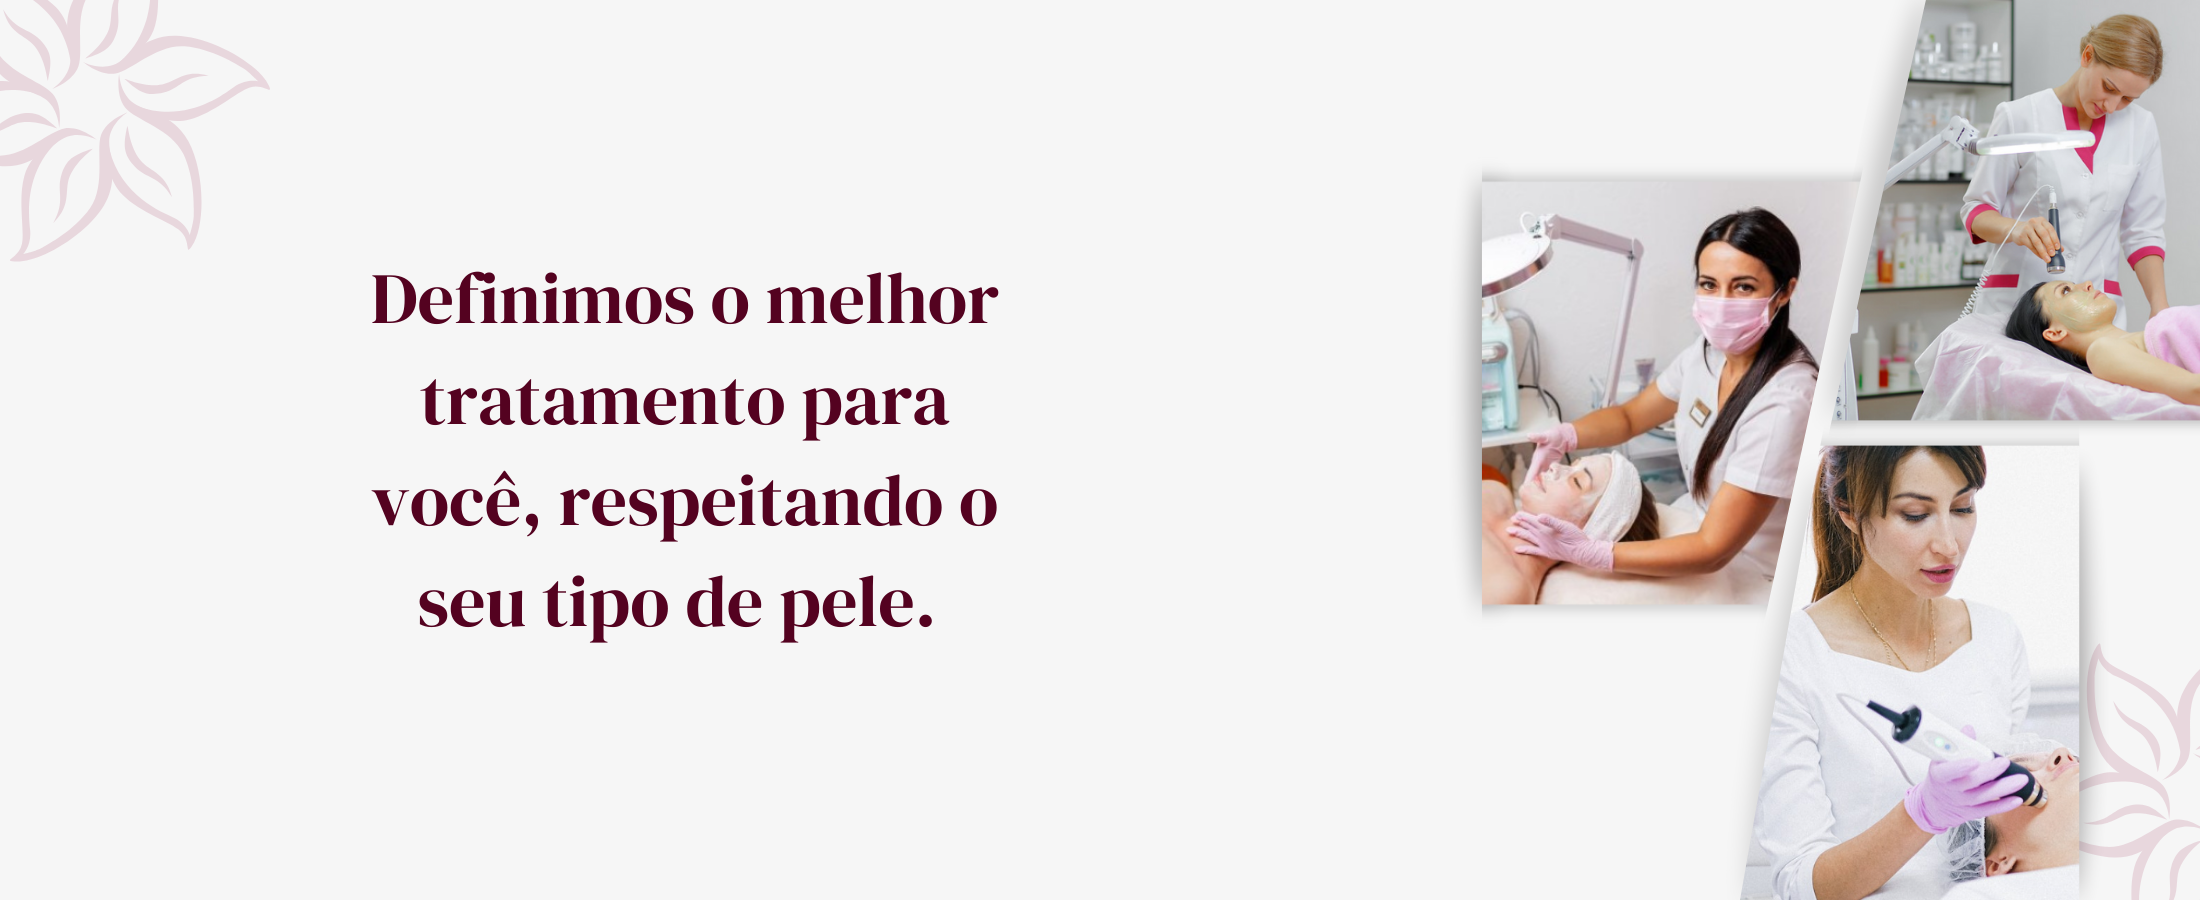 Definimos o melhor
tratamento para
você, respeitando o
seu tipo de pele.